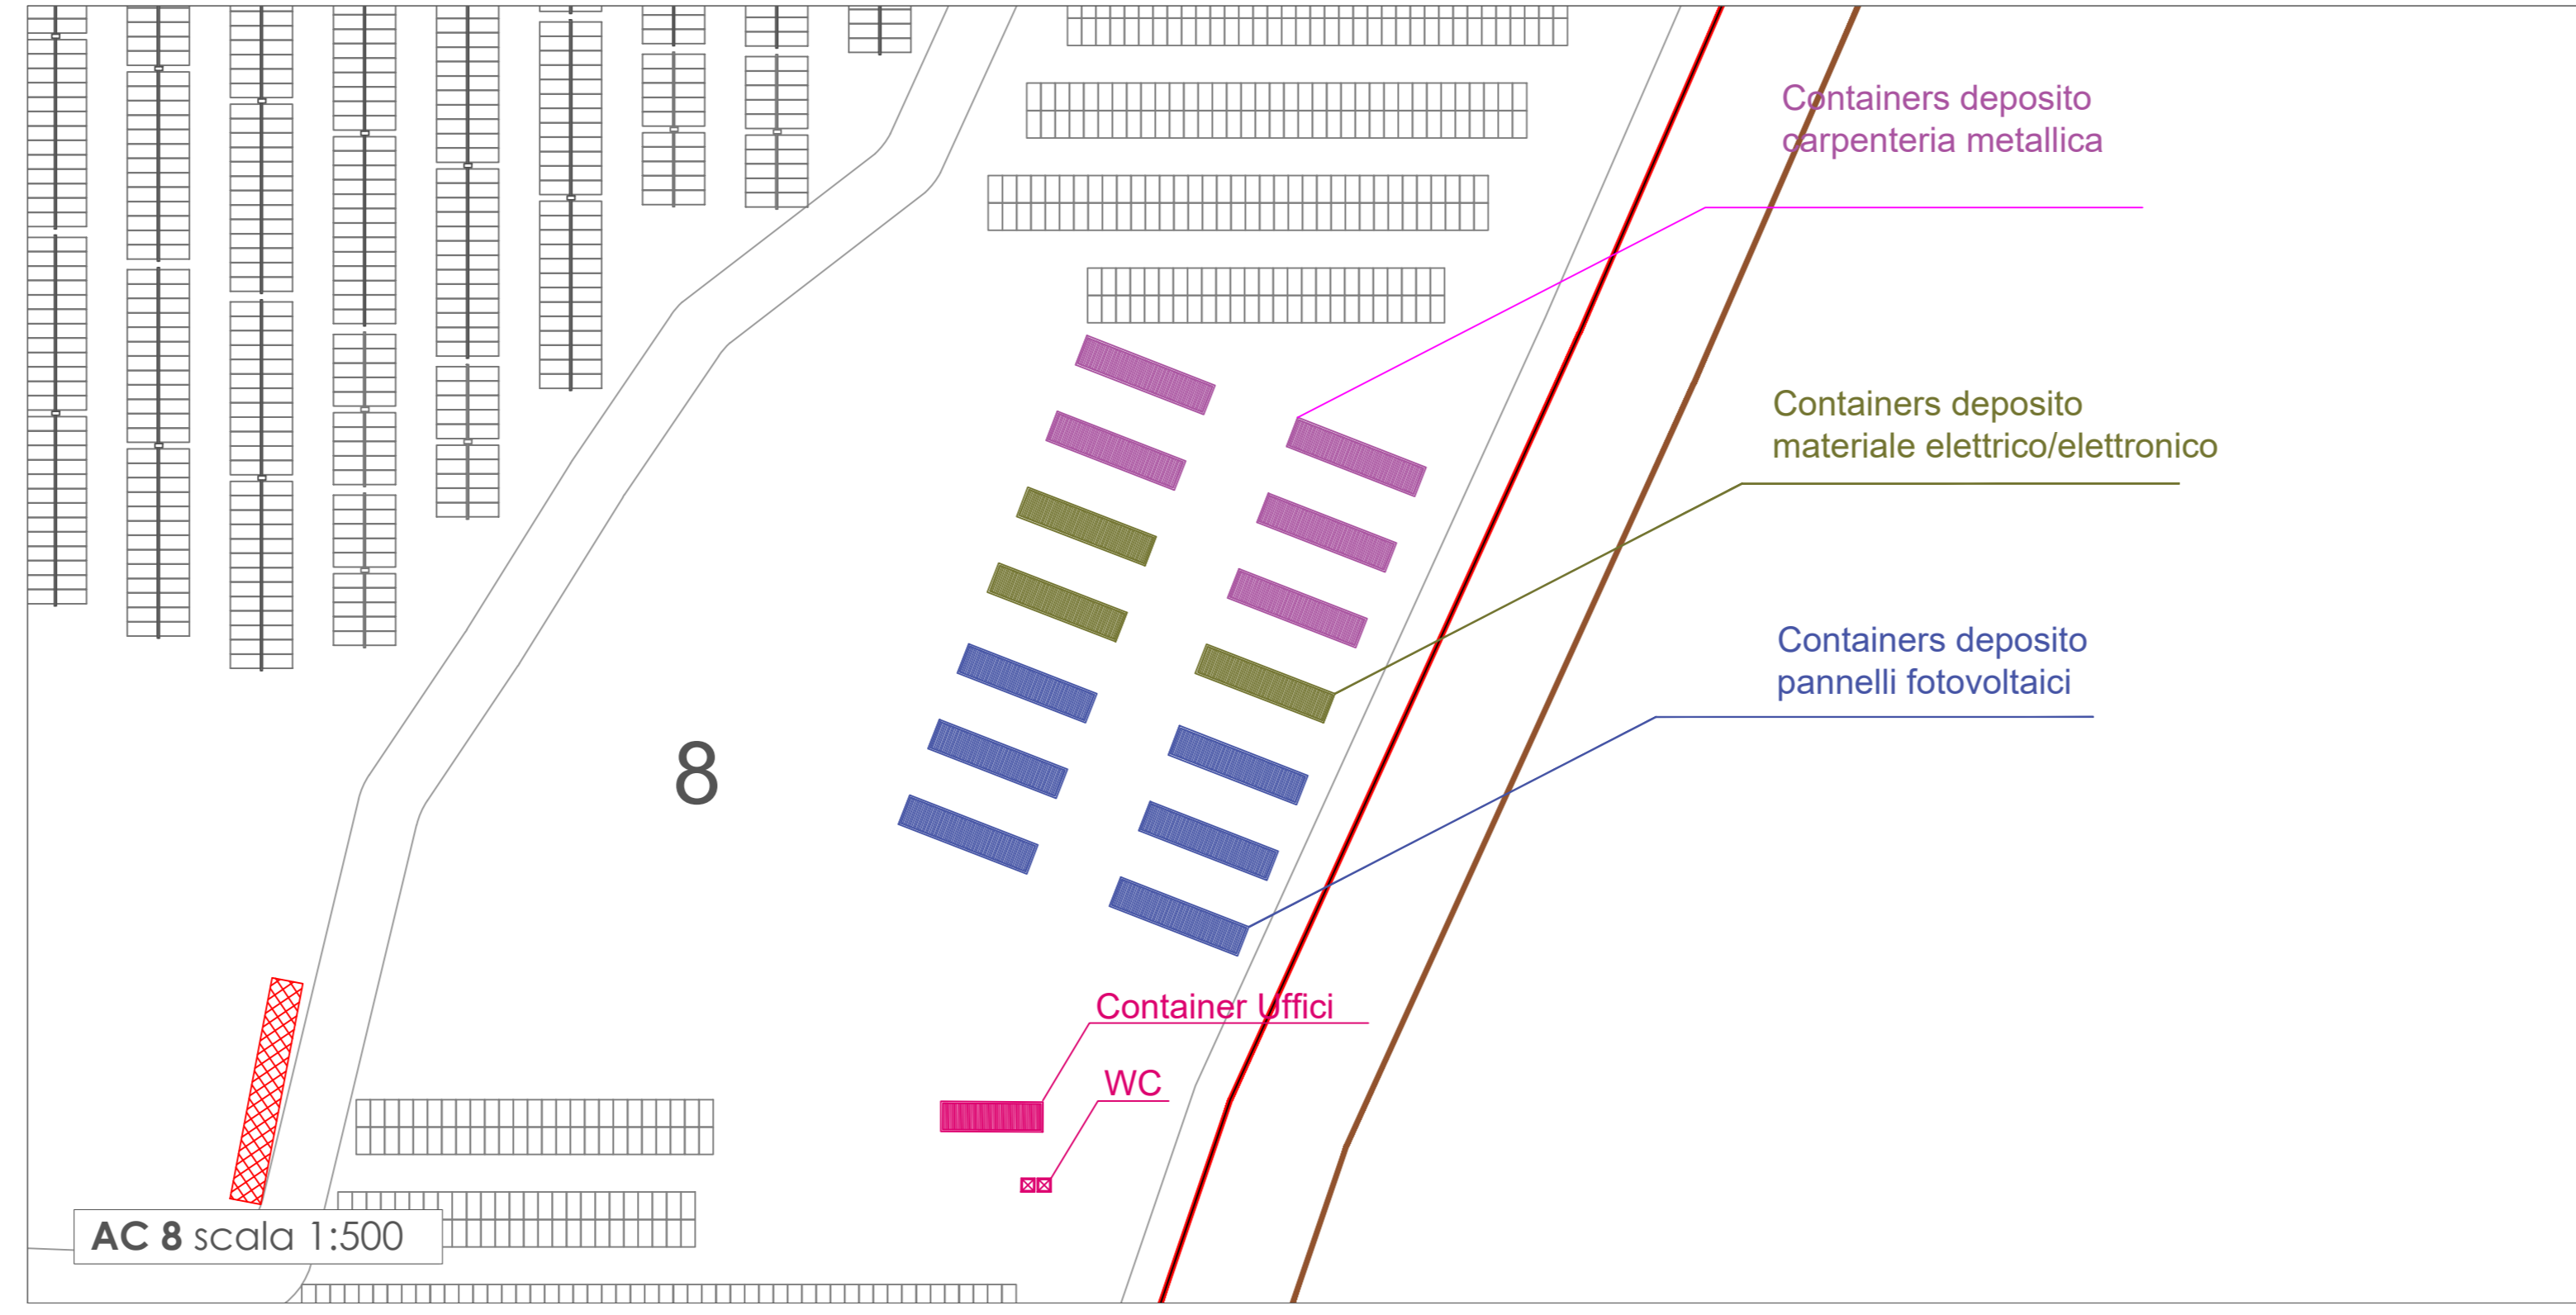 Containers deposito
carpenteria metallica
Containers deposito
materiale elettrico/elettronico
Containers deposito
pannelli fotovoltaici
8
Container Uffici
WC
AC 8 scala 1:500